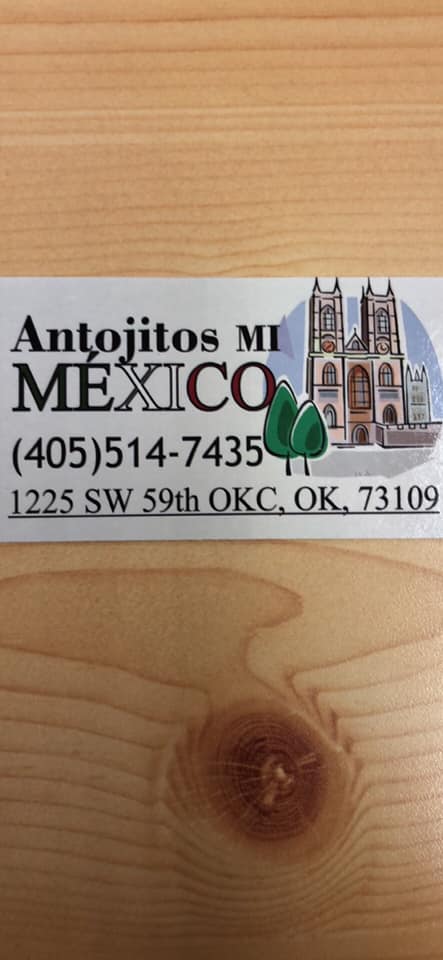 Antojitos MI
MÉXICO
(405)514-7435
1225 SW 59th OKC, OK, 73109